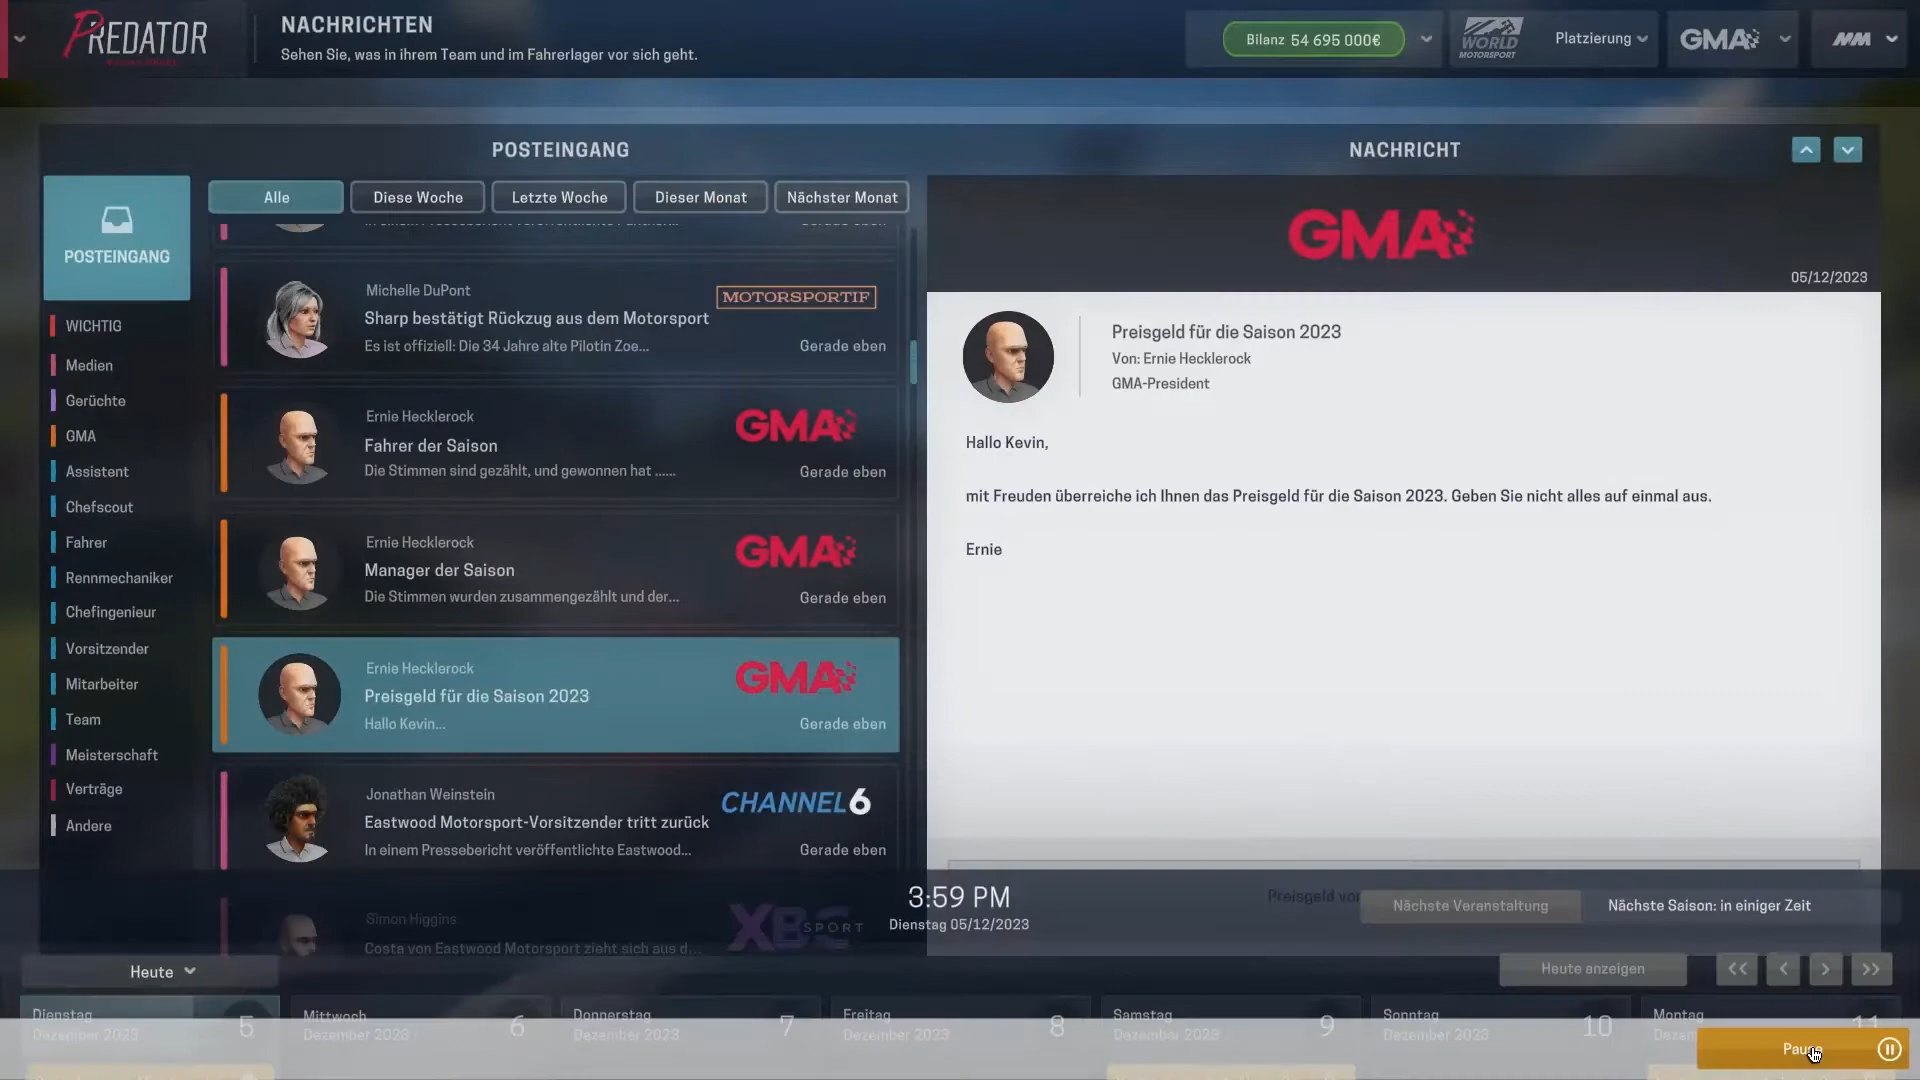 PREDATOR
NACHRICHTEN
Sehen Sie, was in ihrem Team und im Fahrerlager vor sich geht.
Bilanz 54 695 000€
WORLD
MOTORSPORT
Platzierung
GMA
MM
POSTEINGANG
NACHRICHT
POSTEINGANG
WICHTIG
Medien
Gerüchte
GMA
Assistent
Chefscout
Fahrer
Rennmechaniker
Chefingenieur
Vorsitzender
Mitarbeiter
Team
Meisterschaft
Verträge
Andere
Alle
Diese Woche
Letzte Woche
Dieser Monat
Nächster Monat
Gerade eben
Michelle DuPont
MOTORSPORTIF
Sharp bestätigt Rückzug aus dem Motorsport
Es ist offiziell: Die 34 Jahre alte Pilotin Zoe...
Gerade eben
Ernie Hecklerock
GMA
Fahrer der Saison
Die Stimmen sind gezählt, und gewonnen hat ......
Gerade eben
Ernie Hecklerock
GMA
Manager der Saison
Die Stimmen wurden zusammengezählt und der...
Gerade eben
Ernie Hecklerock
GMA
Preisgeld für die Saison 2023
Hallo Kevin...
Gerade eben
Jonathan Weinstein
CHANNEL6
Eastwood Motorsport-Vorsitzender tritt zurück
In einem Pressebericht veröffentlichte Eastwood...
Gerade eben
Simon Higgins
XBC SPORT
Costa von Eastwood Motorsport zieht sich aus d...
GMA
05/12/2023
Preisgeld für die Saison 2023
Von: Ernie Hecklerock
GMA-President
Hallo Kevin,
mit Freuden überreiche ich Ihnen das Preisgeld für die Saison 2023. Geben Sie nicht alles auf einmal aus.
Ernie
Preisgeld
3:59 PM
Dienstag 05/12/2023
Nächste Veranstaltung
Nächste Saison: in einiger Zeit
Heute
Heute anzeigen
Dienstag
Dezember 2023
5
Mittwoch
Dezember 2023
6
Donnerstag
Dezember 2023
7
Freitag
Dezember 2023
8
Samstag
Dezember 2023
9
Sonntag
Dezember 2023
10
Montag
11
Pause